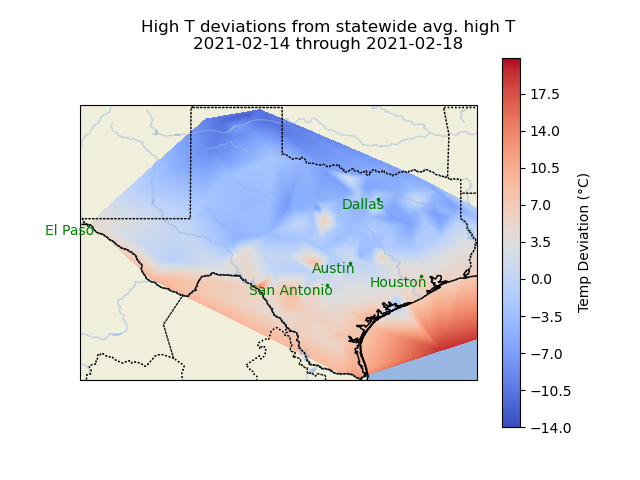 High T deviations from statewide avg. high T
2021-02-14 through 2021-02-18
El Paso
Dallas
Austin
San Antonio
Houston
17.5
14.0
10.5
7.0
3.5
0.0
−3.5
−7.0
−10.5
−14.0
Temp Deviation (°C)